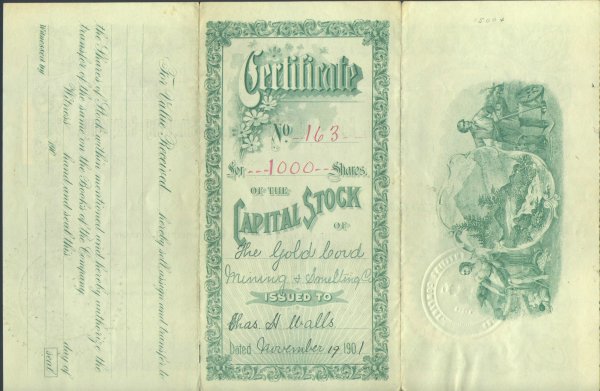 For Value Received hereby sell, assign and transfer to
the Shares of Stock within mentioned and hereby authorize the
transfer of the same on the Books of the Company.
Witness hand and seal this day of
190
Witnessed by
seal
Certificate
No. 163
For 1000 Shares
OF THE
CAPITAL STOCK
OF
The Gold Cord
Mining & Smelting Co
ISSUED TO
Chas. H. Walls
Dated November 19 1901